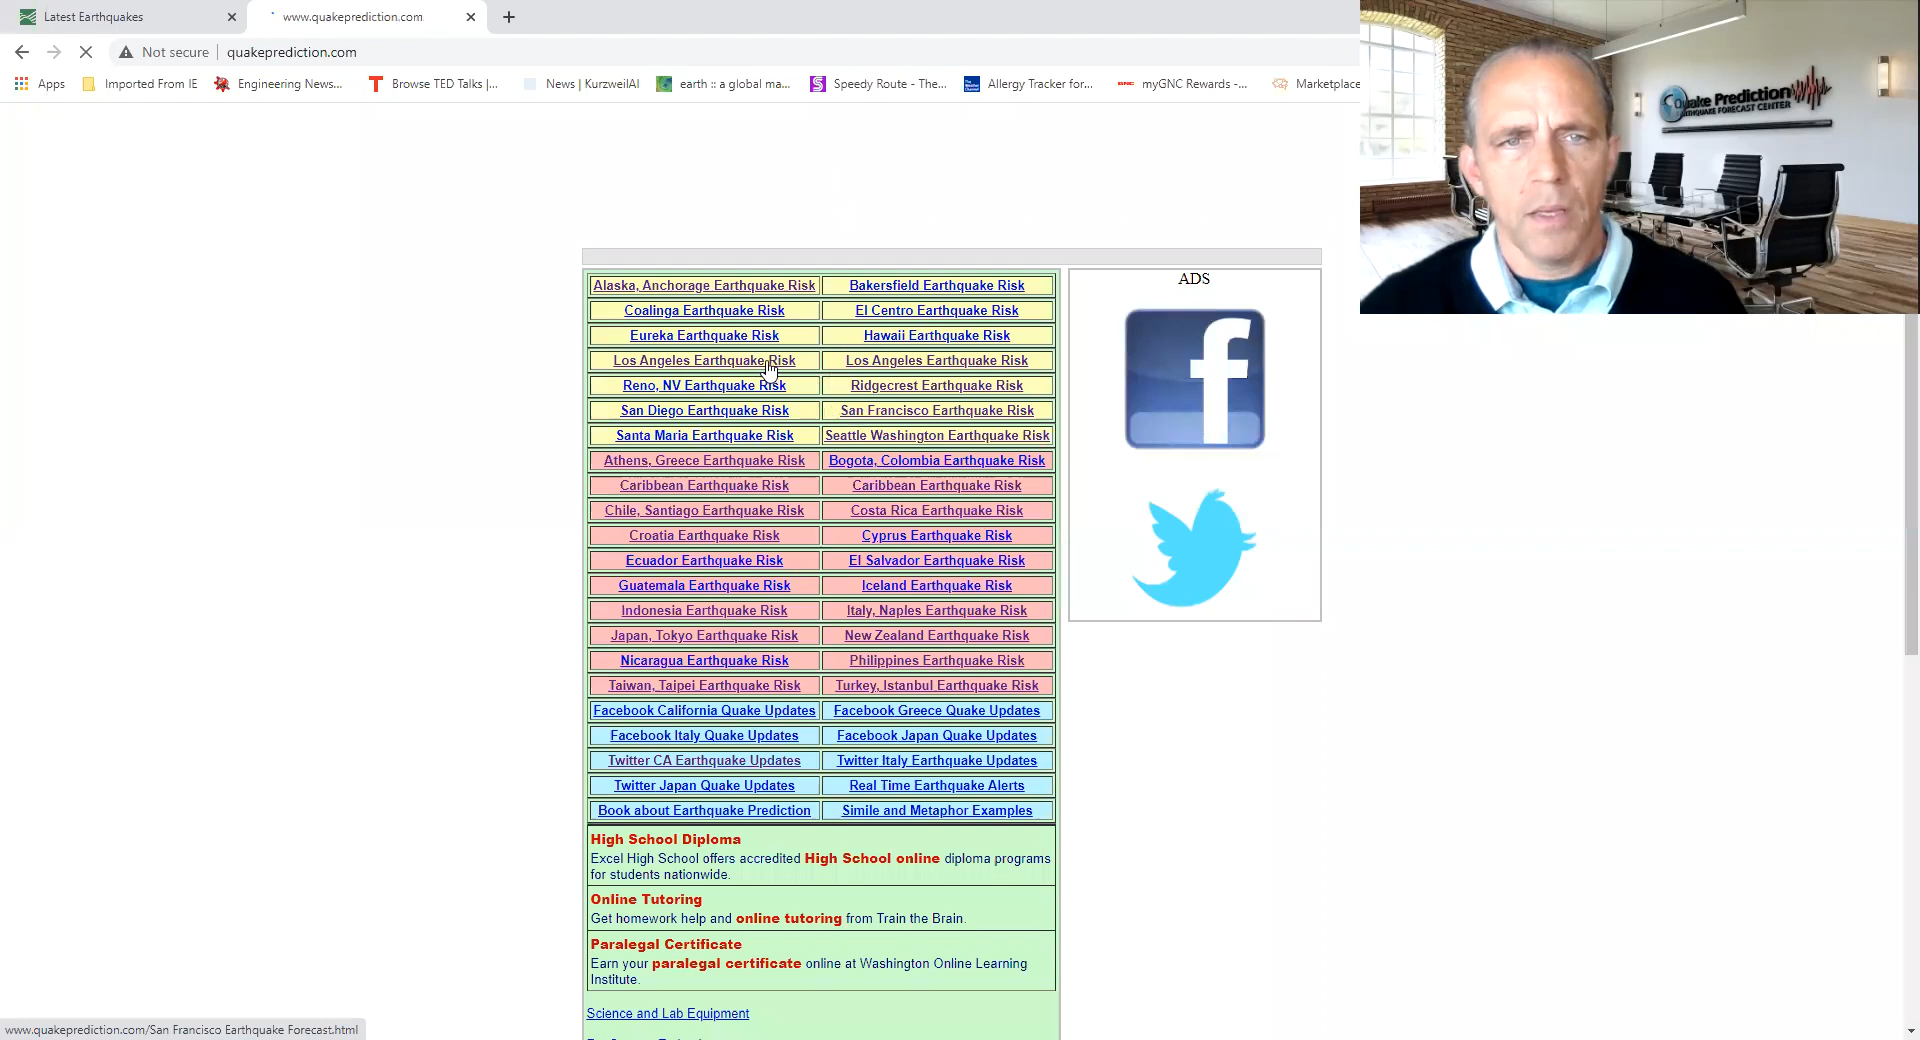 Latest Earthquakes
www.quakeprediction.com
Not secure quakeprediction.com
Apps Imported From IE Engineering News... Browse TED Talks |... News | KurzweilAI earth :: a global ma... Speedy Route - The... Allergy Tracker for... myGNC Rewards -... Marketplace
Quake Prediction
EARTHQUAKE FORECAST CENTER
Alaska, Anchorage Earthquake Risk Bakersfield Earthquake Risk
Coalinga Earthquake Risk El Centro Earthquake Risk
Eureka Earthquake Risk Hawaii Earthquake Risk
Los Angeles Earthquake Risk Los Angeles Earthquake Risk
Reno, NV Earthquake Risk Ridgecrest Earthquake Risk
San Diego Earthquake Risk San Francisco Earthquake Risk
Santa Maria Earthquake Risk Seattle Washington Earthquake Risk
Athens, Greece Earthquake Risk Bogota, Colombia Earthquake Risk
Caribbean Earthquake Risk Caribbean Earthquake Risk
Chile, Santiago Earthquake Risk Costa Rica Earthquake Risk
Croatia Earthquake Risk Cyprus Earthquake Risk
Ecuador Earthquake Risk El Salvador Earthquake Risk
Guatemala Earthquake Risk Iceland Earthquake Risk
Indonesia Earthquake Risk Italy, Naples Earthquake Risk
Japan, Tokyo Earthquake Risk New Zealand Earthquake Risk
Nicaragua Earthquake Risk Philippines Earthquake Risk
Taiwan, Taipei Earthquake Risk Turkey, Istanbul Earthquake Risk
Facebook California Quake Updates Facebook Greece Quake Updates
Facebook Italy Quake Updates Facebook Japan Quake Updates
Twitter CA Earthquake Updates Twitter Italy Earthquake Updates
Twitter Japan Quake Updates Real Time Earthquake Alerts
Book about Earthquake Prediction Simile and Metaphor Examples
High School Diploma
Excel High School offers accredited High School online diploma programs
for students nationwide.
Online Tutoring
Get homework help and online tutoring from Train the Brain.
Paralegal Certificate
Earn your paralegal certificate online at Washington Online Learning
Institute.
Science and Lab Equipment
ADS
f
www.quakeprediction.com/San Francisco Earthquake Forecast.html